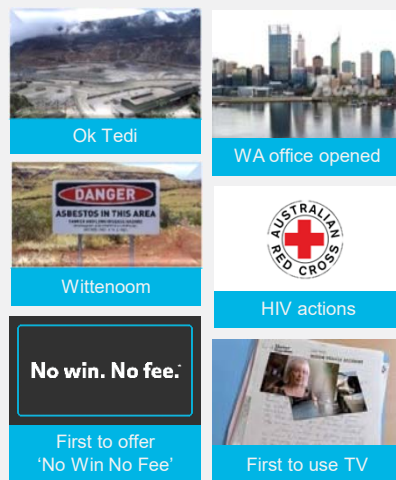 Ok Tedi
WA office opened
DANGER
ASBESTOS IN THIS AREA
Wittenoom
AUSTRALIAN
RED CROSS
HIV actions
No win. No fee.*
First to offer
‘No Win No Fee’
First to use TV